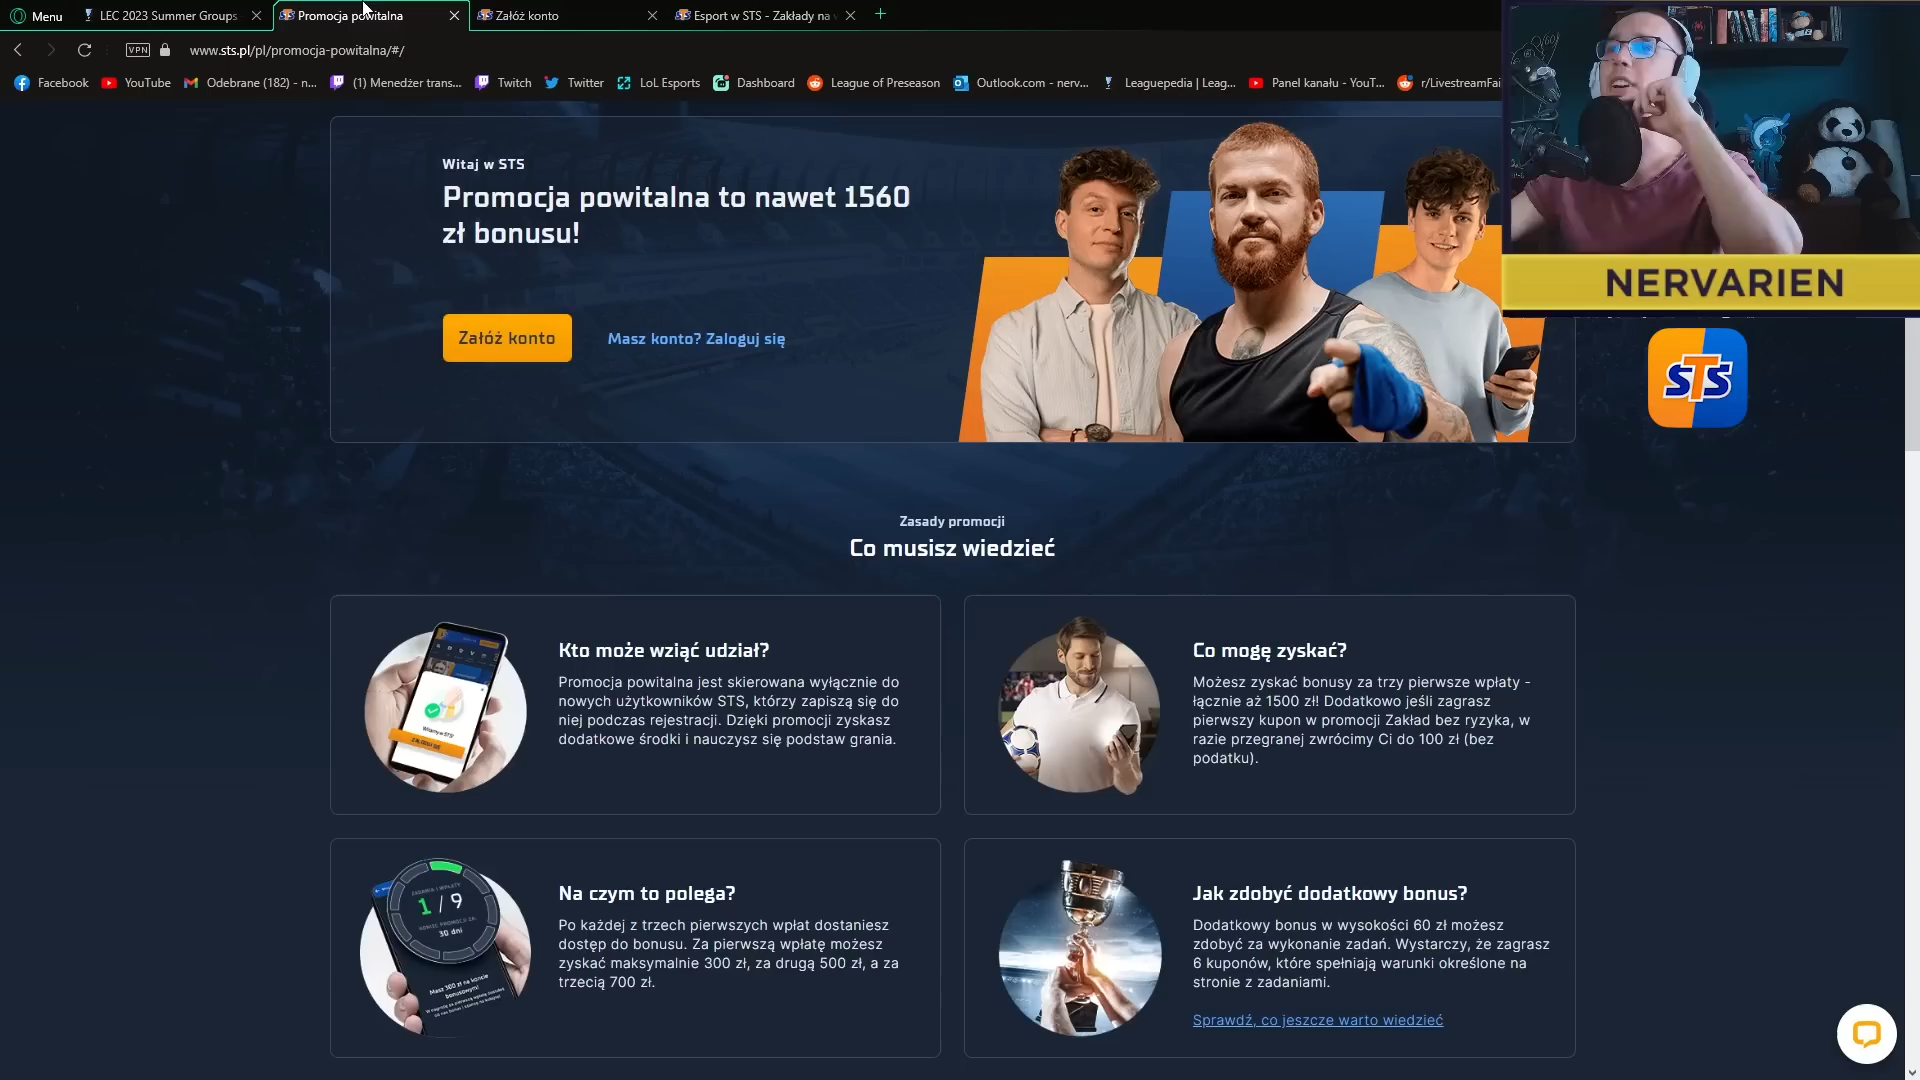 Menu
LEC 2023 Summer Groups
Promocja powitalna
Załóż konto
Esport w STS - Zakłady na
VPN
www.sts.pl/pl/promocja-powitalna/#/
Facebook
YouTube
Odebrane (182) - n...
(1) Menedżer trans...
Twitch
Twitter
LoL Esports
Dashboard
League of Preseason
Outlook.com - nerv...
Leaguepedia | Leag...
Panel kanału - YouT...
r/LivestreamFai
NERVARIEN
STS
Witaj w STS
Promocja powitalna to nawet 1560
zł bonusu!
Załóż konto
Masz konto? Zaloguj się
Zasady promocji
Co musisz wiedzieć
Kto może wziąć udział?
Promocja powitalna jest skierowana wyłącznie do
nowych użytkowników STS, którzy zapiszą się do
niej podczas rejestracji. Dzięki promocji zyskasz
dodatkowe środki i nauczysz się podstaw grania.
Co mogę zyskać?
Możesz zyskać bonusy za trzy pierwsze wpłaty -
łącznie aż 1500 zł! Dodatkowo jeśli zagrasz
pierwszy kupon w promocji Zakład bez ryzyka, w
razie przegranej zwrócimy Ci do 100 zł (bez
podatku).
1 / 9
30 dni
Na czym to polega?
Po każdej z trzech pierwszych wpłat dostaniesz
dostęp do bonusu. Za pierwszą wpłatę możesz
zyskać maksymalnie 300 zł, za drugą 500 zł, a za
trzecią 700 zł.
Jak zdobyć dodatkowy bonus?
Dodatkowy bonus w wysokości 60 zł możesz
zdobyć za wykonanie zadań. Wystarczy, że zagrasz
6 kuponów, które spełniają warunki określone na
stronie z zadaniami.
Sprawdź, co jeszcze warto wiedzieć